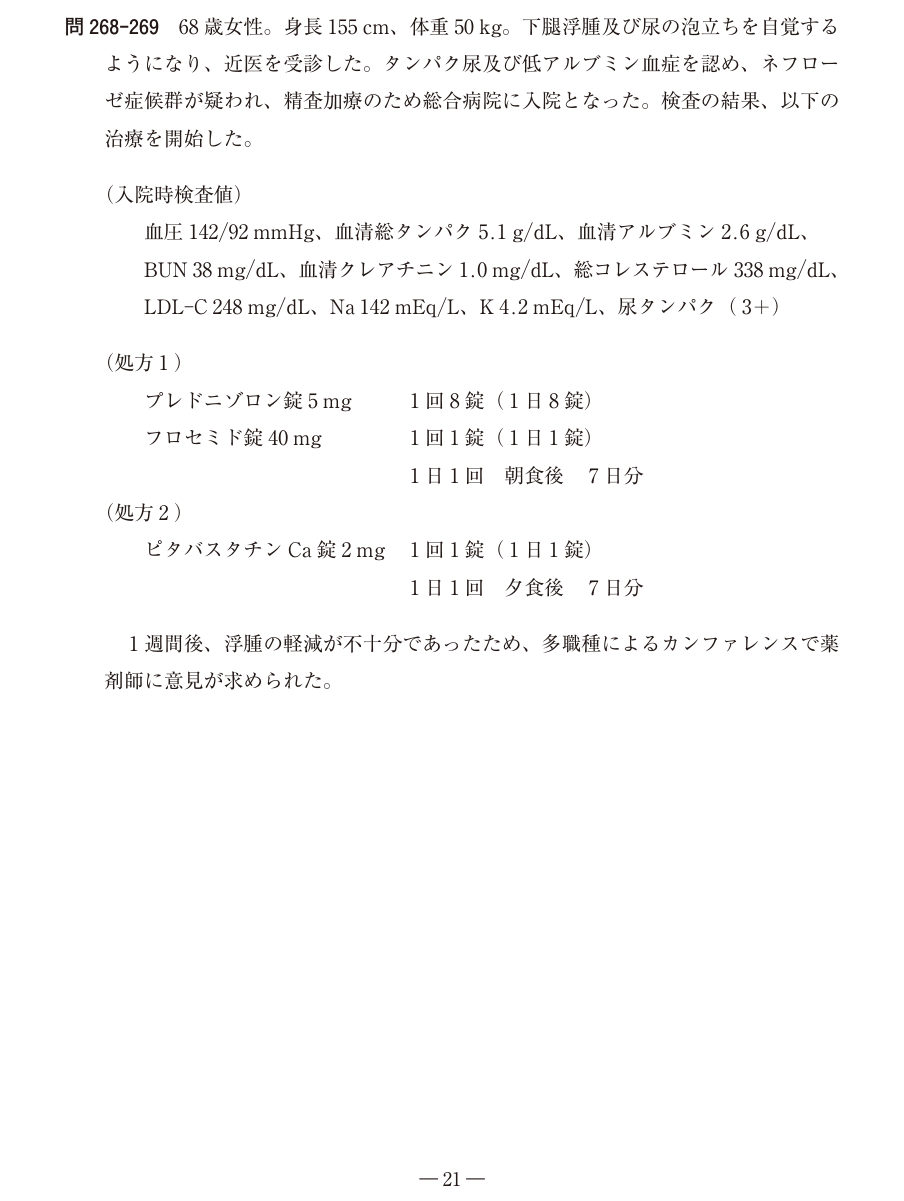 問 268−269　68 歳女性。身長 155 cm、体重 50 kg。下腿浮腫及び尿の泡立ちを自覚する
ようになり、近医を受診した。タンパク尿及び低アルブミン血症を認め、ネフロー
ゼ症候群が疑われ、精査加療のため総合病院に入院となった。検査の結果、以下の
治療を開始した。
（入院時検査値）
血圧 142/92 mmHg、血清総タンパク 5.1 g/dL、血清アルブミン 2.6 g/dL、
BUN 38 mg/dL、血清クレアチニン 1.0 mg/dL、総コレステロール 338 mg/dL、
LDL−C 248 mg/dL、Na 142 mEq/L、K 4.2 mEq/L、尿タンパク（3＋）
（処方１）
プレドニゾロン錠 5 mg　　１回 8 錠（１日 8 錠）
フロセミド錠 40 mg　　１回１錠（１日１錠）
１日１回　朝食後　７日分
（処方２）
ピタバスタチン Ca 錠 2 mg　１回１錠（１日１錠）
１日１回　夕食後　７日分
１週間後、浮腫の軽減が不十分であったため、多職種によるカンファレンスで薬
剤師に意見が求められた。
— 21 —